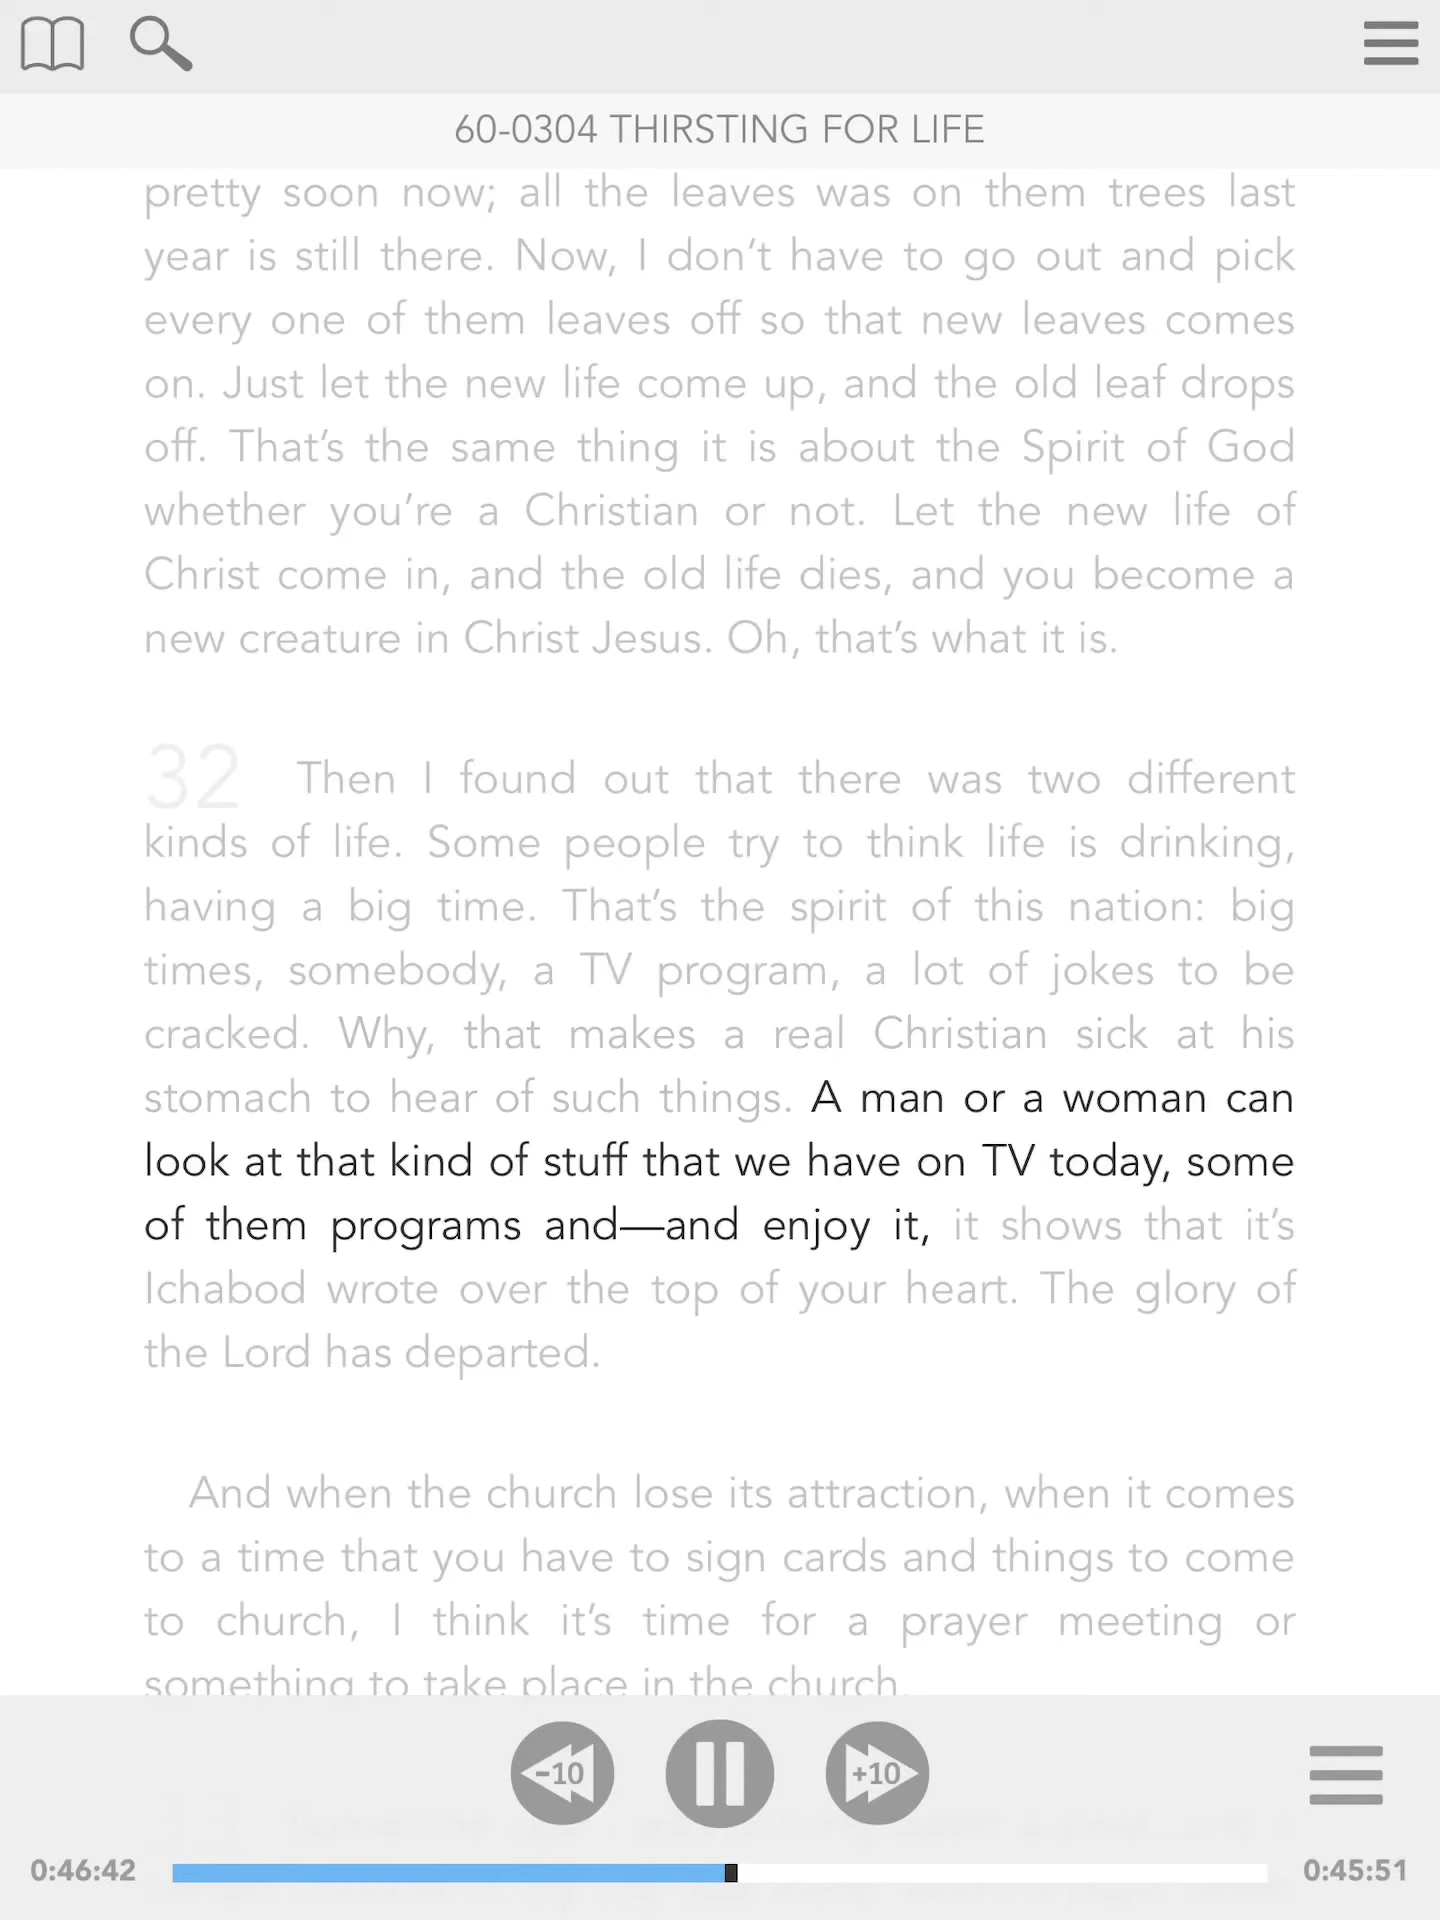 60-0304 THIRSTING FOR LIFE
pretty soon now; all the leaves was on them trees last
year is still there. Now, I don’t have to go out and pick
every one of them leaves off so that new leaves comes
on. Just let the new life come up, and the old leaf drops
off. That’s the same thing it is about the Spirit of God
whether you’re a Christian or not. Let the new life of
Christ come in, and the old life dies, and you become a
new creature in Christ Jesus. Oh, that’s what it is.
32 Then I found out that there was two different
kinds of life. Some people try to think life is drinking,
having a big time. That’s the spirit of this nation: big
times, somebody, a TV program, a lot of jokes to be
cracked. Why, that makes a real Christian sick at his
stomach to hear of such things. A man or a woman can
look at that kind of stuff that we have on TV today, some
of them programs and—and enjoy it, it shows that it’s
Ichabod wrote over the top of your heart. The glory of
the Lord has departed.
And when the church lose its attraction, when it comes
to a time that you have to sign cards and things to come
to church, I think it’s time for a prayer meeting or
something to take place in the church.
-10 +10
0:46:42 0:45:51